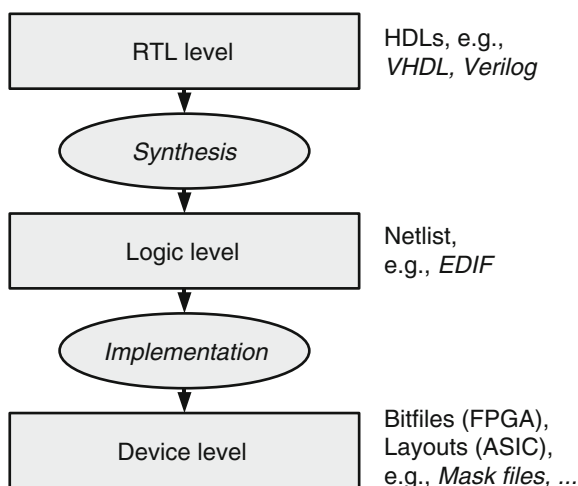 RTL level
HDLs, e.g.,
VHDL, Verilog
Synthesis
Logic level
Netlist,
e.g., EDIF
Implementation
Device level
Bitfiles (FPGA),
Layouts (ASIC),
e.g., Mask files, ...